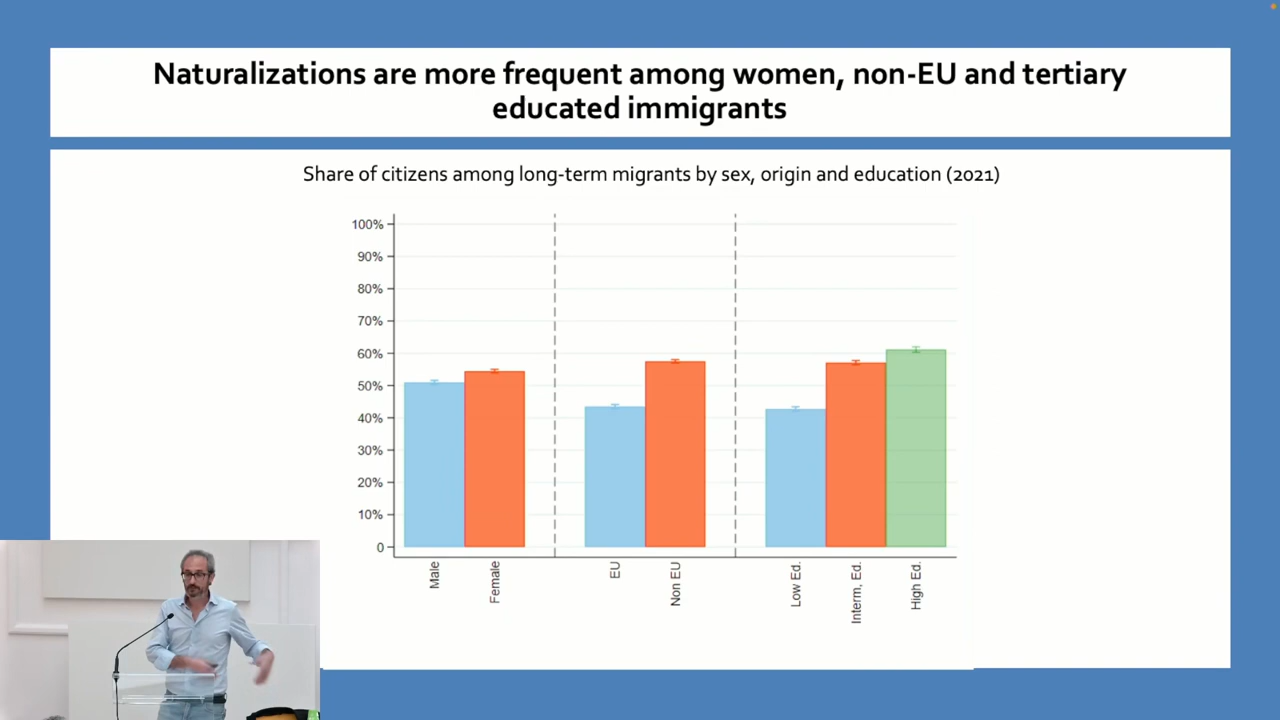 Naturalizations are more frequent among women, non-EU and tertiary
educated immigrants
Share of citizens among long-term migrants by sex, origin and education (2021)
100%
90%
80%
70%
60%
50%
40%
30%
20%
10%
0
Male
Female
EU
Non EU
Low Ed.
Interm. Ed.
High Ed.